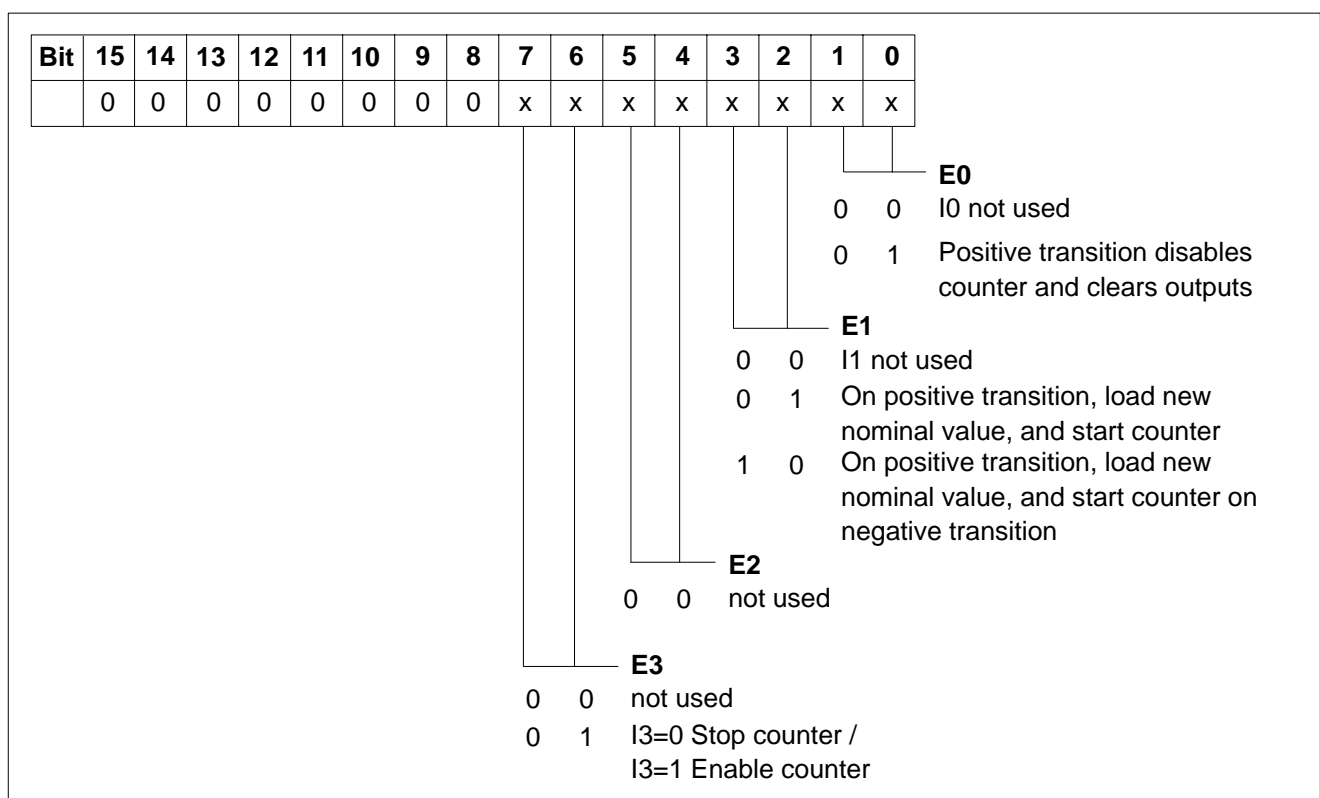 Bit 15 14 13 12 11 10 9 8 7 6 5 4 3 2 1 0
0 0 0 0 0 0 0 0 x x x x x x x x
E0
0 0 I0 not used
0 1 Positive transition disables
counter and clears outputs
E1
0 0 I1 not used
0 1 On positive transition, load new
nominal value, and start counter
1 0 On positive transition, load new
nominal value, and start counter on
negative transition
E2
0 0 not used
E3
0 0 not used
0 1 I3=0 Stop counter /
I3=1 Enable counter